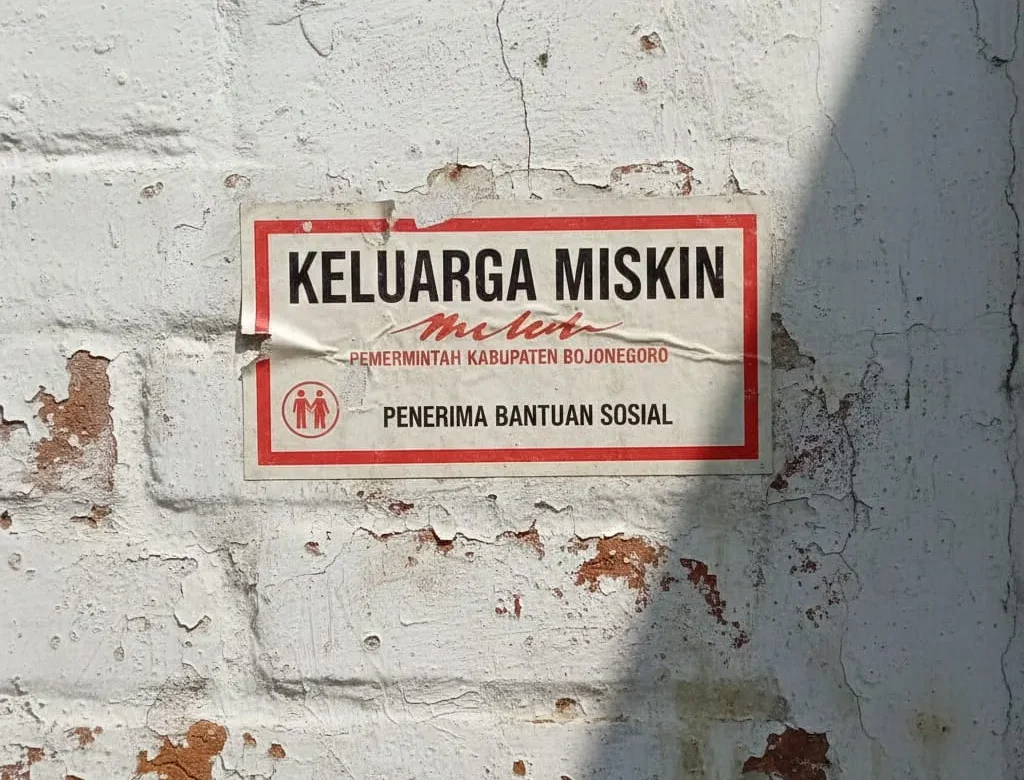 KELUARGA MISKIN
PEMERMINTAH KABUPATEN BOJONEGORO
PENERIMA BANTUAN SOSIAL